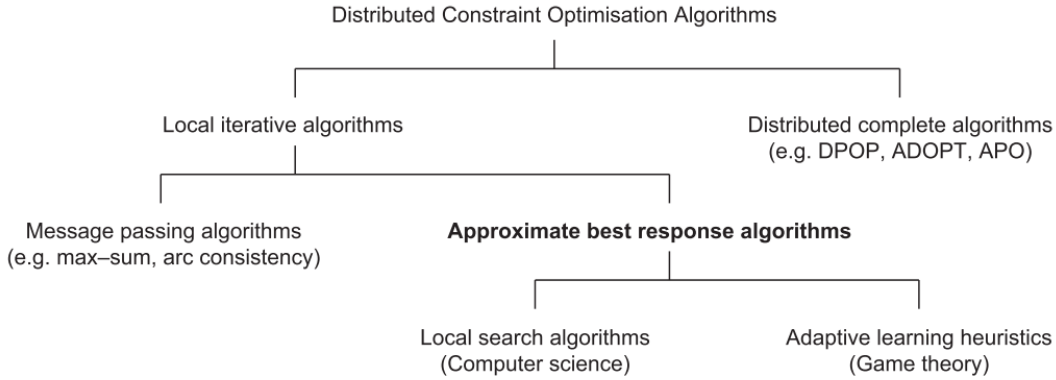 Distributed Constraint Optimisation Algorithms
Local iterative algorithms
Distributed complete algorithms
(e.g. DPOP, ADOPT, APO)
Message passing algorithms
(e.g. max–sum, arc consistency)
Approximate best response algorithms
Local search algorithms
(Computer science)
Adaptive learning heuristics
(Game theory)